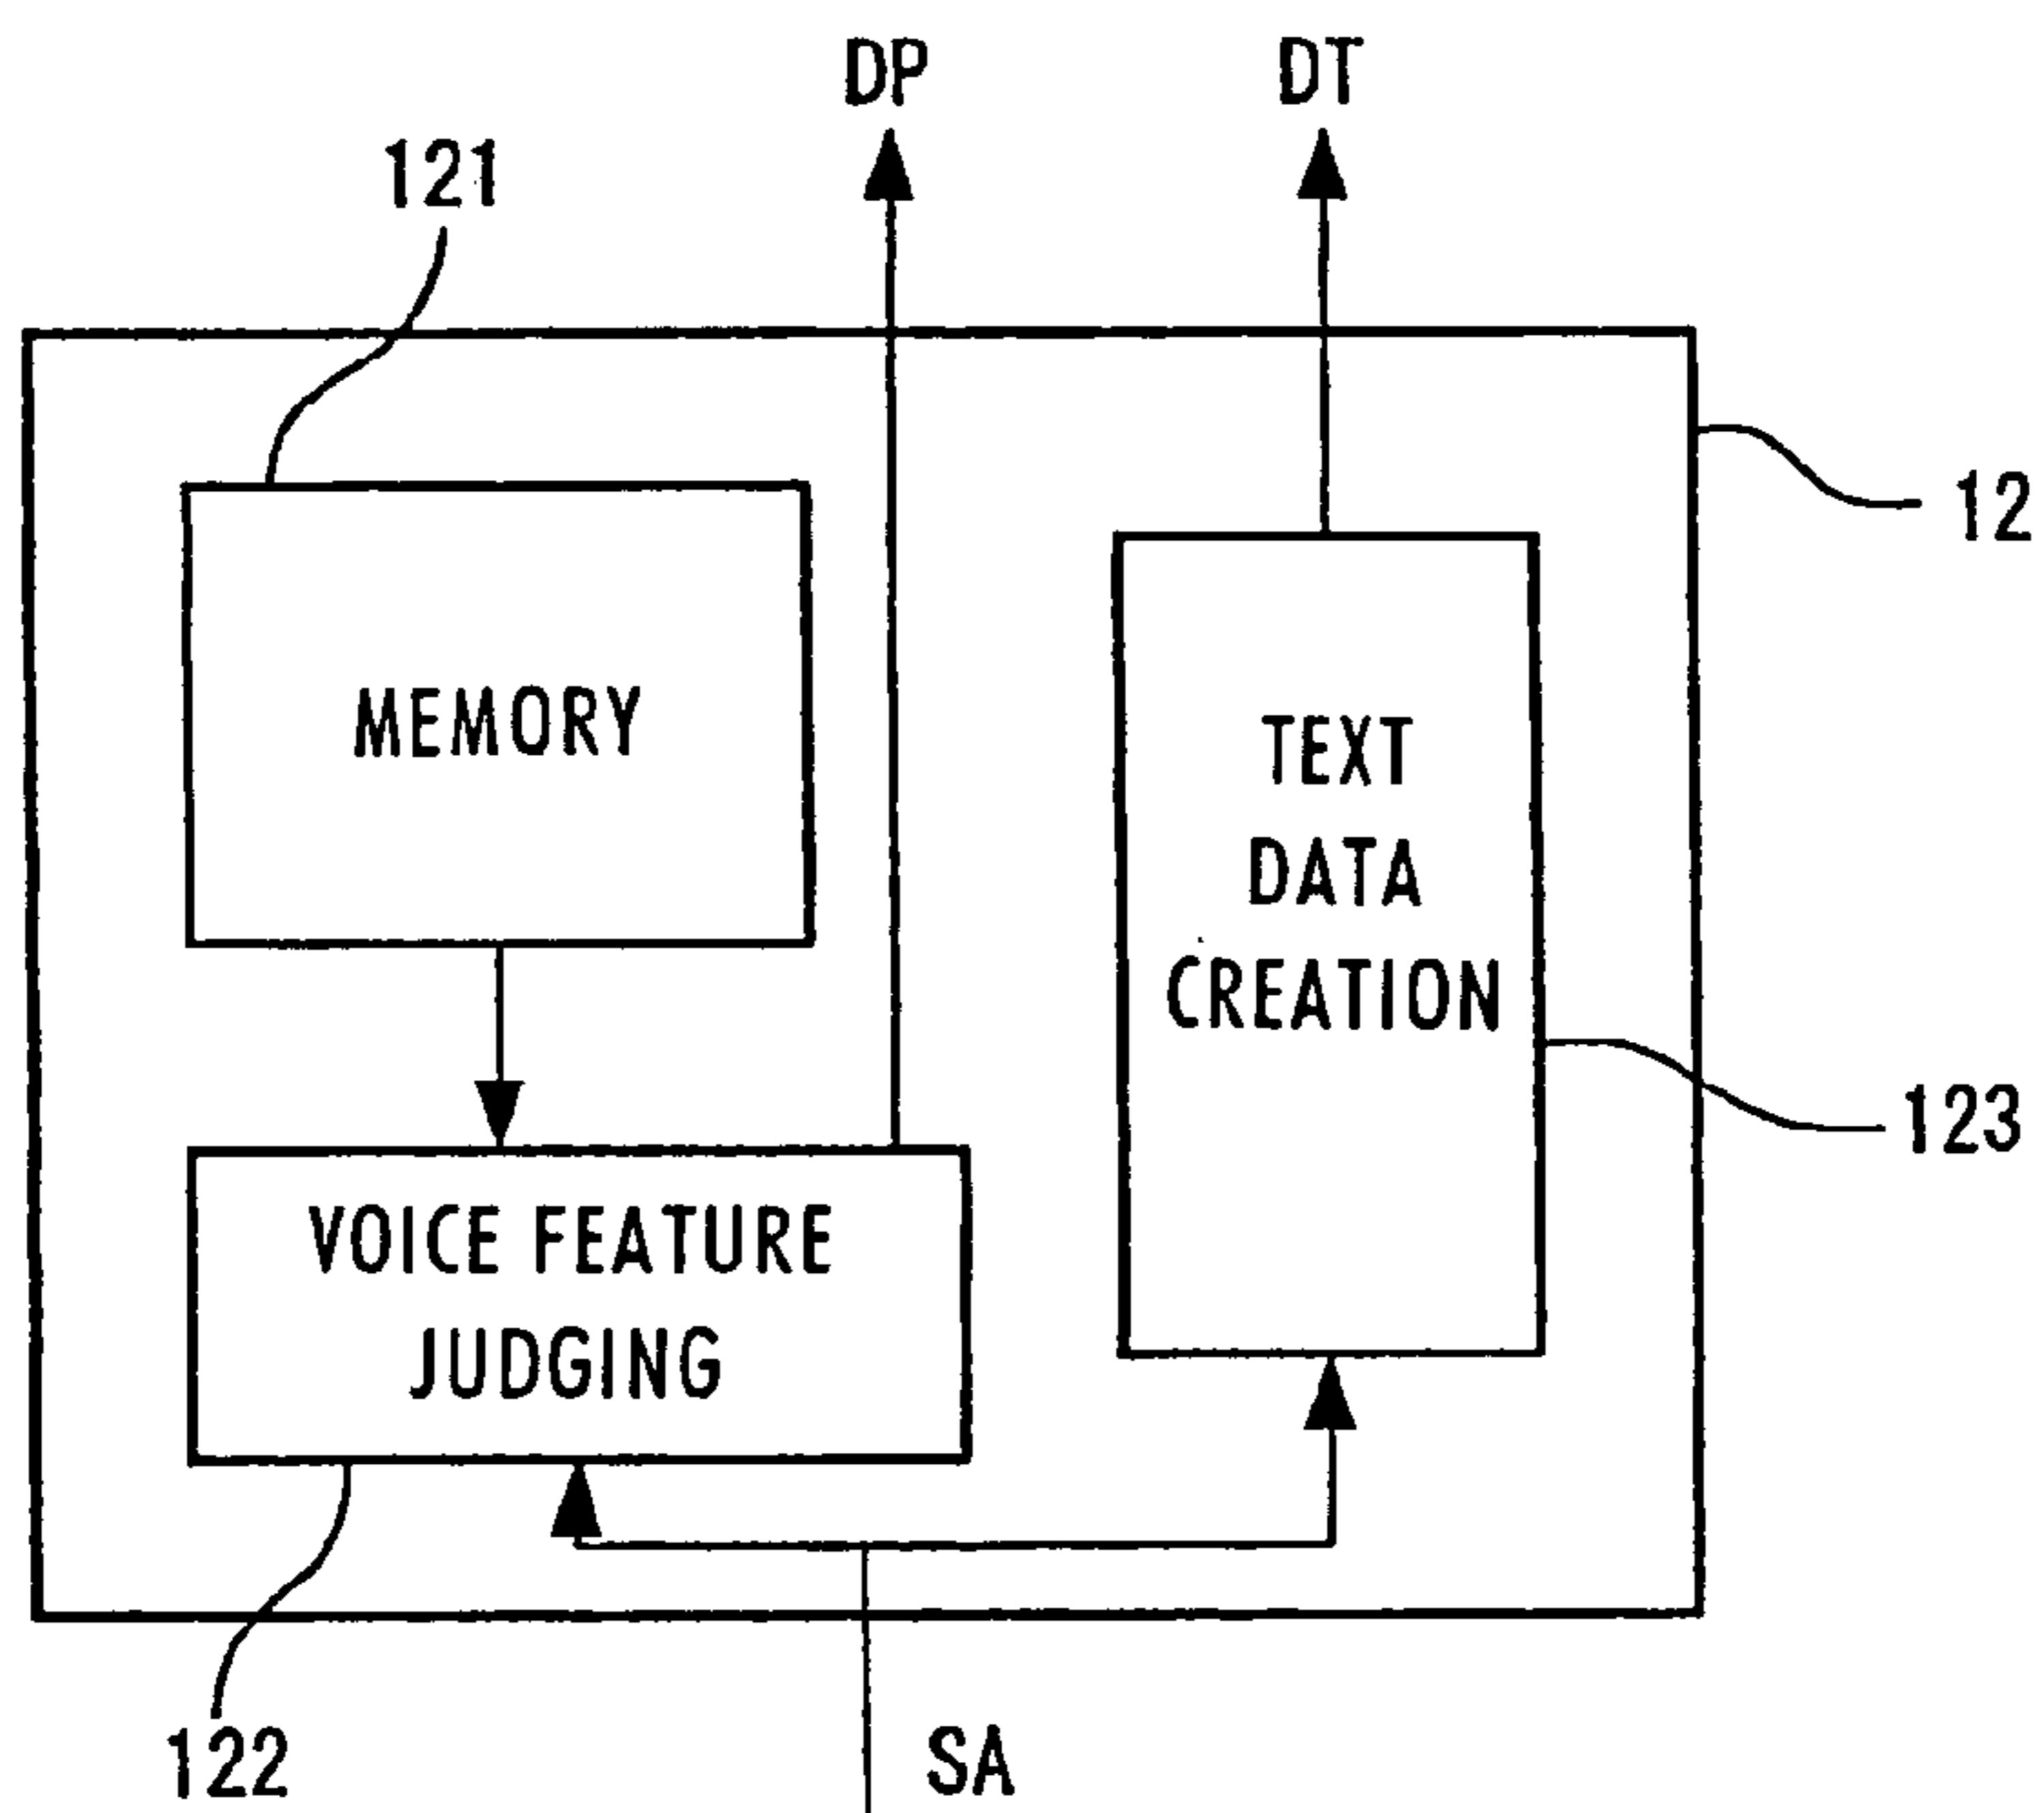 DP
DT
121
12
MEMORY
TEXT
DATA
CREATION
123
VOICE FEATURE
JUDGING
122
SA